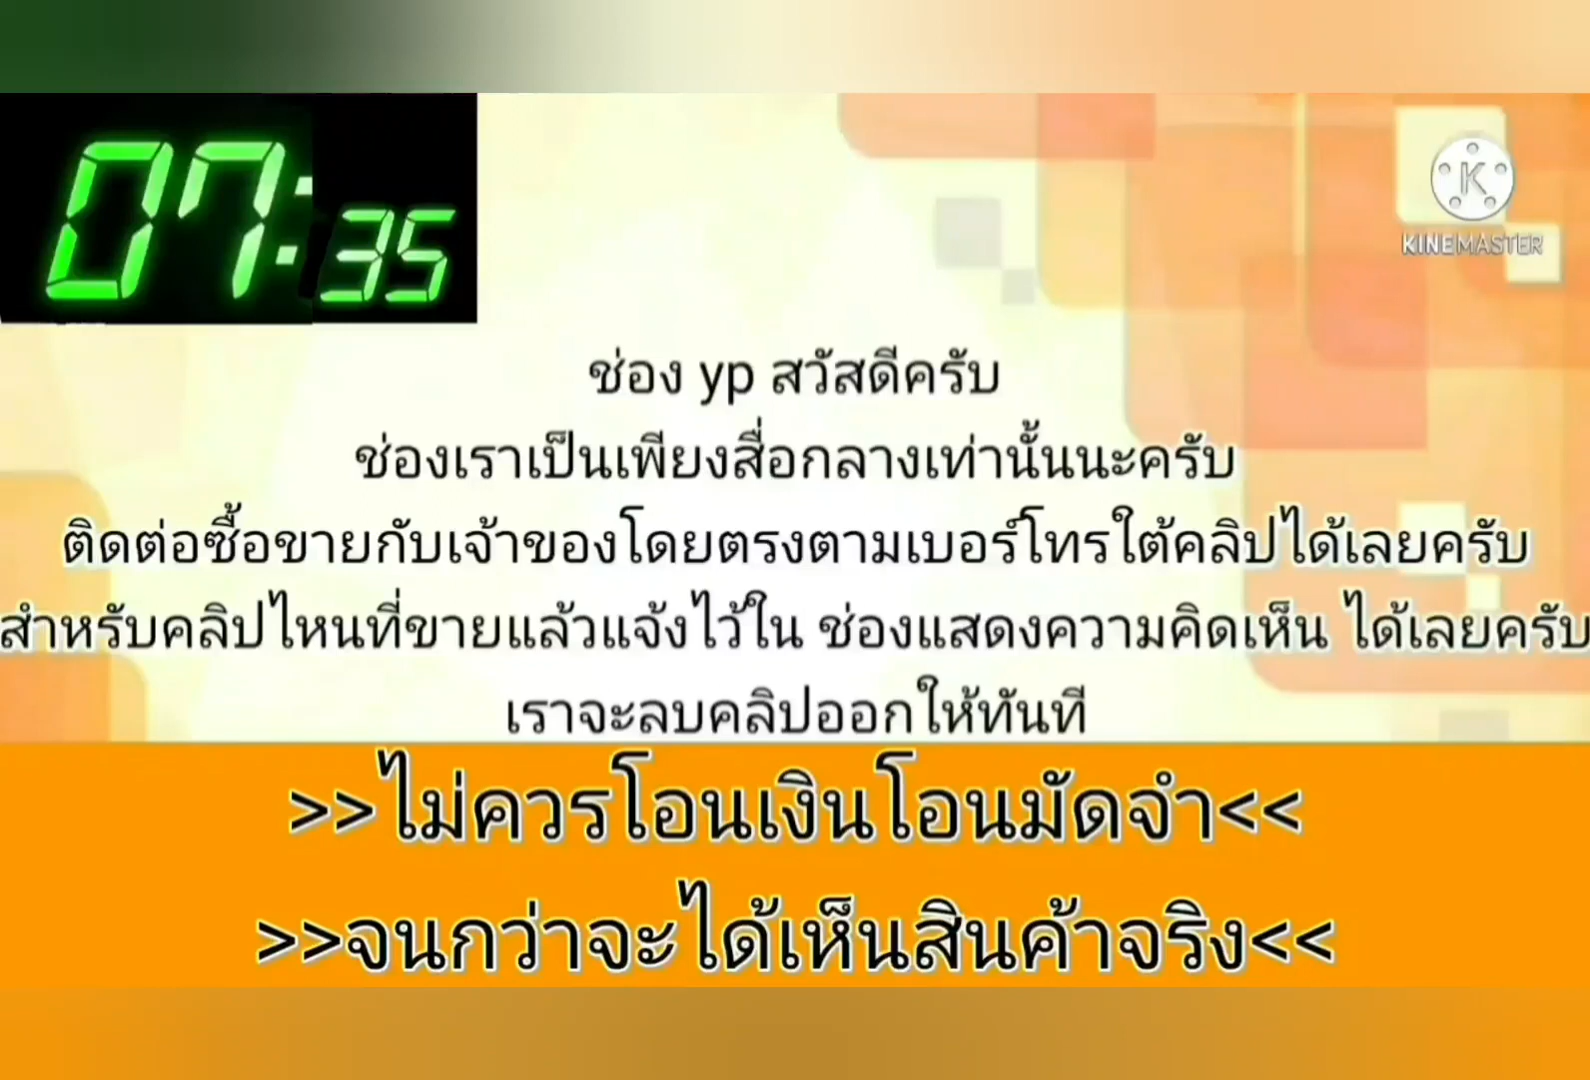 07:35
KINEMASTER
ช่อง yp สวัสดีครับ
ช่องเราเป็นเพียงสื่อกลางเท่านั้นนะครับ
ติดต่อซื้อขายกับเจ้าของโดยตรงตามเบอร์โทรใต้คลิปได้เลยครับ
สำหรับคลิปไหนที่ขายแล้วแจ้งไว้ใน ช่องแสดงความคิดเห็น ได้เลยครับ
เราจะลบคลิปออกให้ทันที
>>ไม่ควรโอนเงินโอนมัดจำ<<
>>จนกว่าจะได้เห็นสินค้าจริง<<